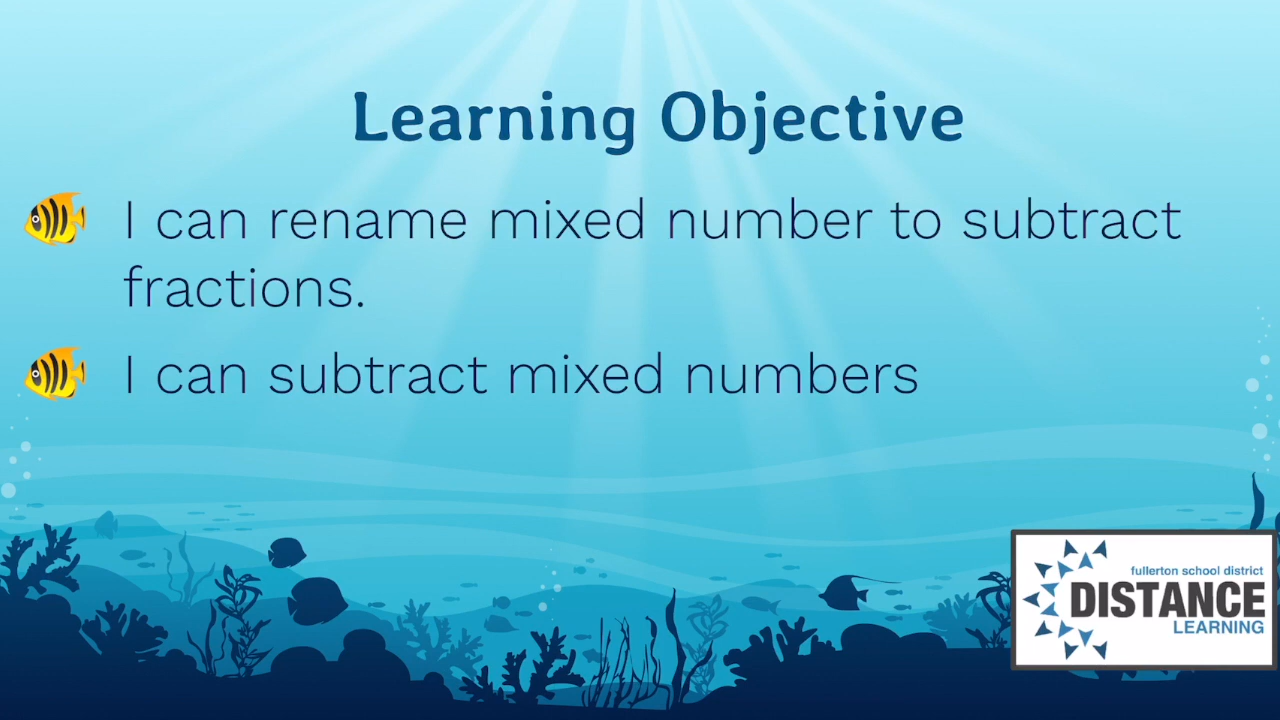 Learning Objective
I can rename mixed number to subtract
fractions.
I can subtract mixed numbers
fullerton school district
DISTANCE
LEARNING